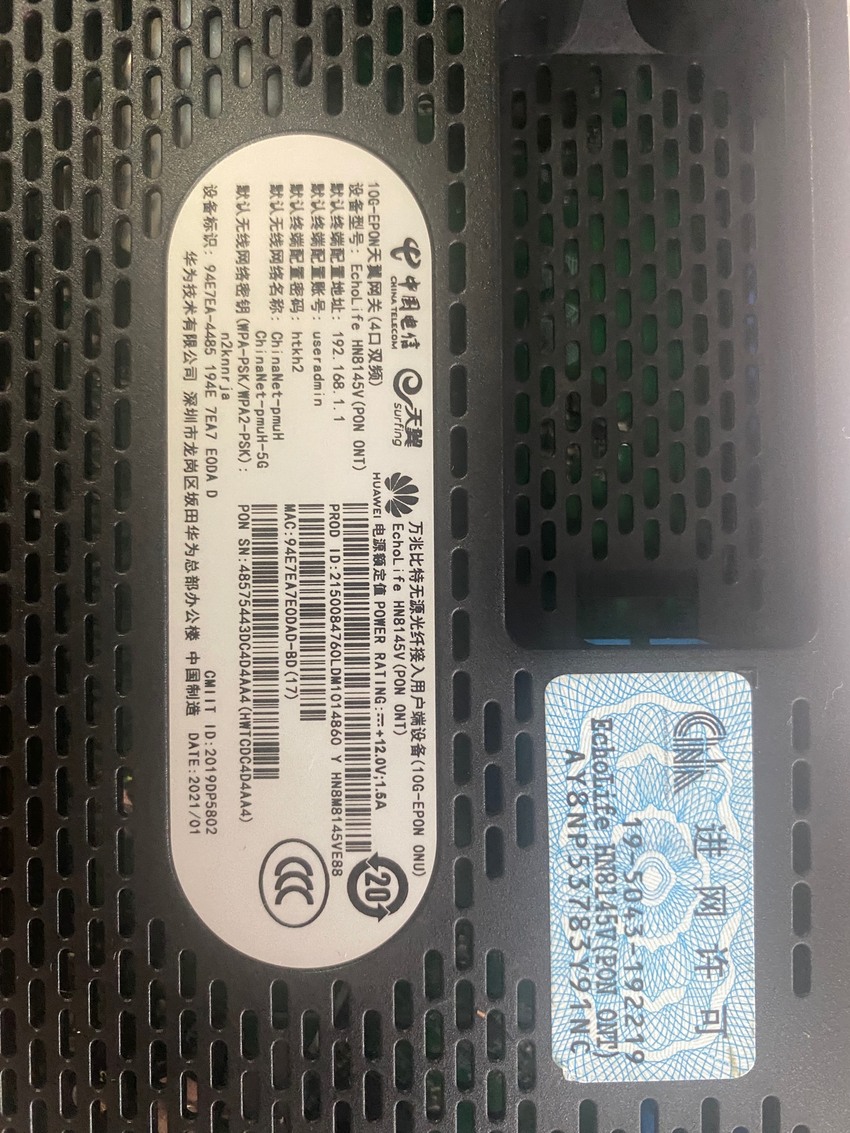 中国电信
CHINA TELECOM
天翼
surfing
HUAWEI
万兆比特无源光纤接入用户端设备(10G-EPON ONU)
EchoLife HN8145V(PON ONT)
电源额定值 POWER RATING:⎓+12.0V;1.5A
10G-EPON天翼网关(4口双频)
设备型号: EchoLife HN8145V(PON ONT)
默认终端配置地址: 192.168.1.1
默认终端配置账号: useradmin
默认终端配置密码: htkh2
默认无线网络名称: ChinaNet-pmuH
ChinaNet-pmuH-5G
默认无线网络密钥(WPA-PSK/WPA2-PSK):
n2knnrja
设备标识: 94E7EA-4485 194E 7EA7 E0DA D
PROD ID:2150084760LDM1014860 Y HN8M8145VE88
MAC:94E7EA7E0DAD-BD(17)
PON SN:48575443DC4D4AA4(HWTCDC4D4AA4)
CMIIT ID:2019DP5802
华为技术有限公司 深圳市龙岗区坂田华为总部办公楼 中国制造 DATE:2021/01
20
CCC
进网许可
19-5043-192219
EchoLife HN8145V(PON ONT)
AY8NP53783Y91NC